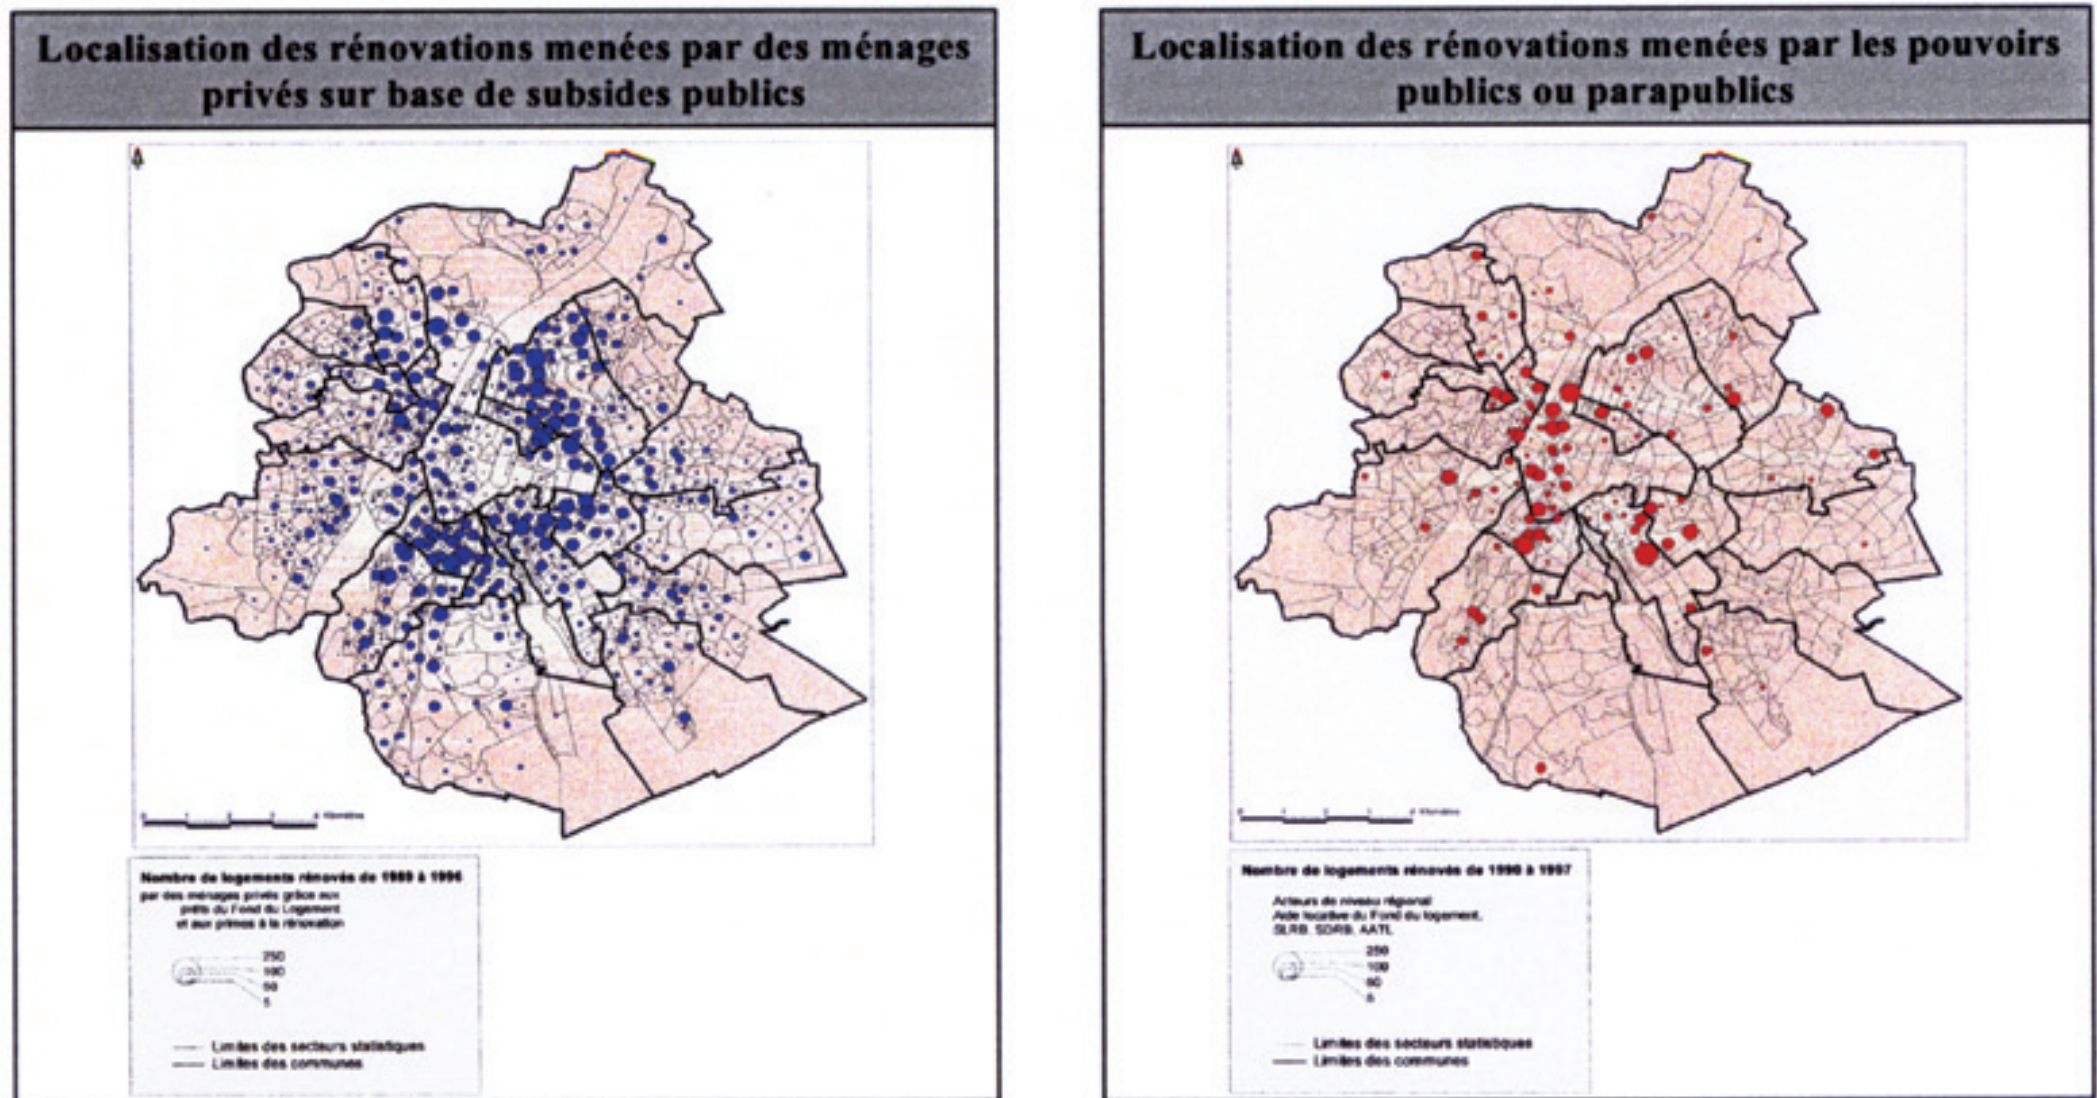 Localisation des rénovations menées par des ménages
privés sur base de subsides publics
Nombre de logements rénovés de 1989 à 1996
par des ménages privés grâce aux
prêts du Fond du Logement
et aux primes à la rénovation
250
100
50
5
Limites des secteurs statistiques
Limites des communes
Localisation des rénovations menées par les pouvoirs
publics ou parapublics
Nombre de logements rénovés de 1990 à 1997
Acteurs de niveau régional
Aide locative du Fond du logement,
SLRB, SDRB, AATL
250
100
50
5
Limites des secteurs statistiques
Limites des communes